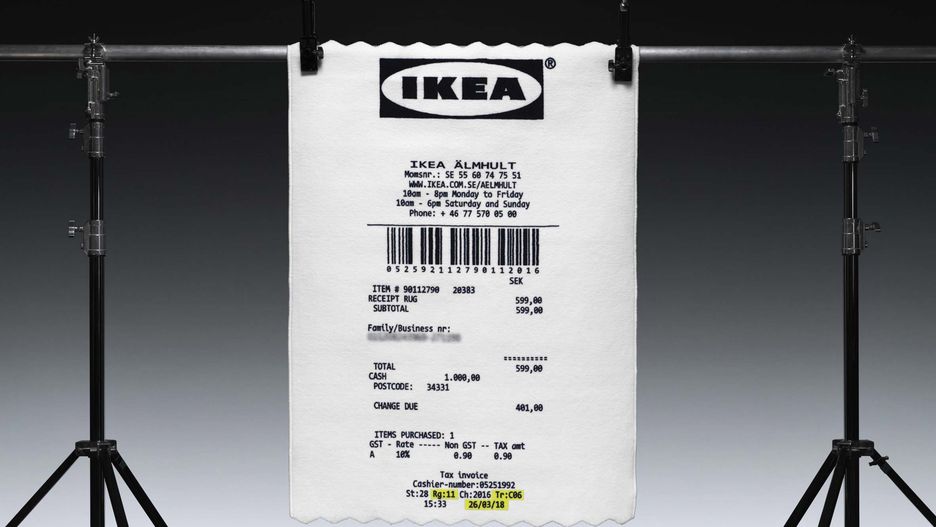 IKEA®
IKEA ÄLMHULT
Momsnr.: SE 55 60 74 75 51
WWW.IKEA.COM.SE/AELMHULT
10am - 8pm Monday to Friday
10am - 6pm Saturday and Sunday
Phone: + 46 77 570 05 00
0525921127901 12016
SEK
ITEM # 90112790 20383
RECEIPT RUG 599,00
SUBTOTAL 599,00
Family/Business nr:
==========
TOTAL 599,00
CASH 1.000,00
POSTCODE: 34331
CHANGE DUE 401,00
ITEMS PURCHASED: 1
GST - Rate ----- Non GST -- TAX amt
A 10% 0.90 0.90
Tax invoice
Cashier-number:05251992
St:28 Rg:11 Ch:2016 Tr:C06
15:33 26/03/18